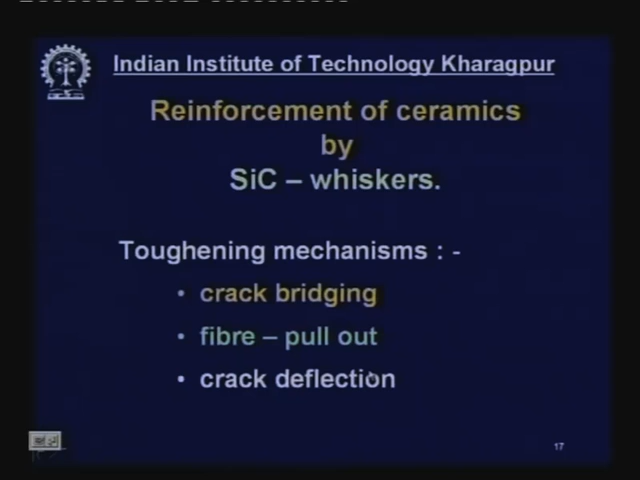 Indian Institute of Technology Kharagpur
Reinforcement of ceramics
by
SiC – whiskers.
Toughening mechanisms : -
• crack bridging
• fibre – pull out
• crack deflection
17